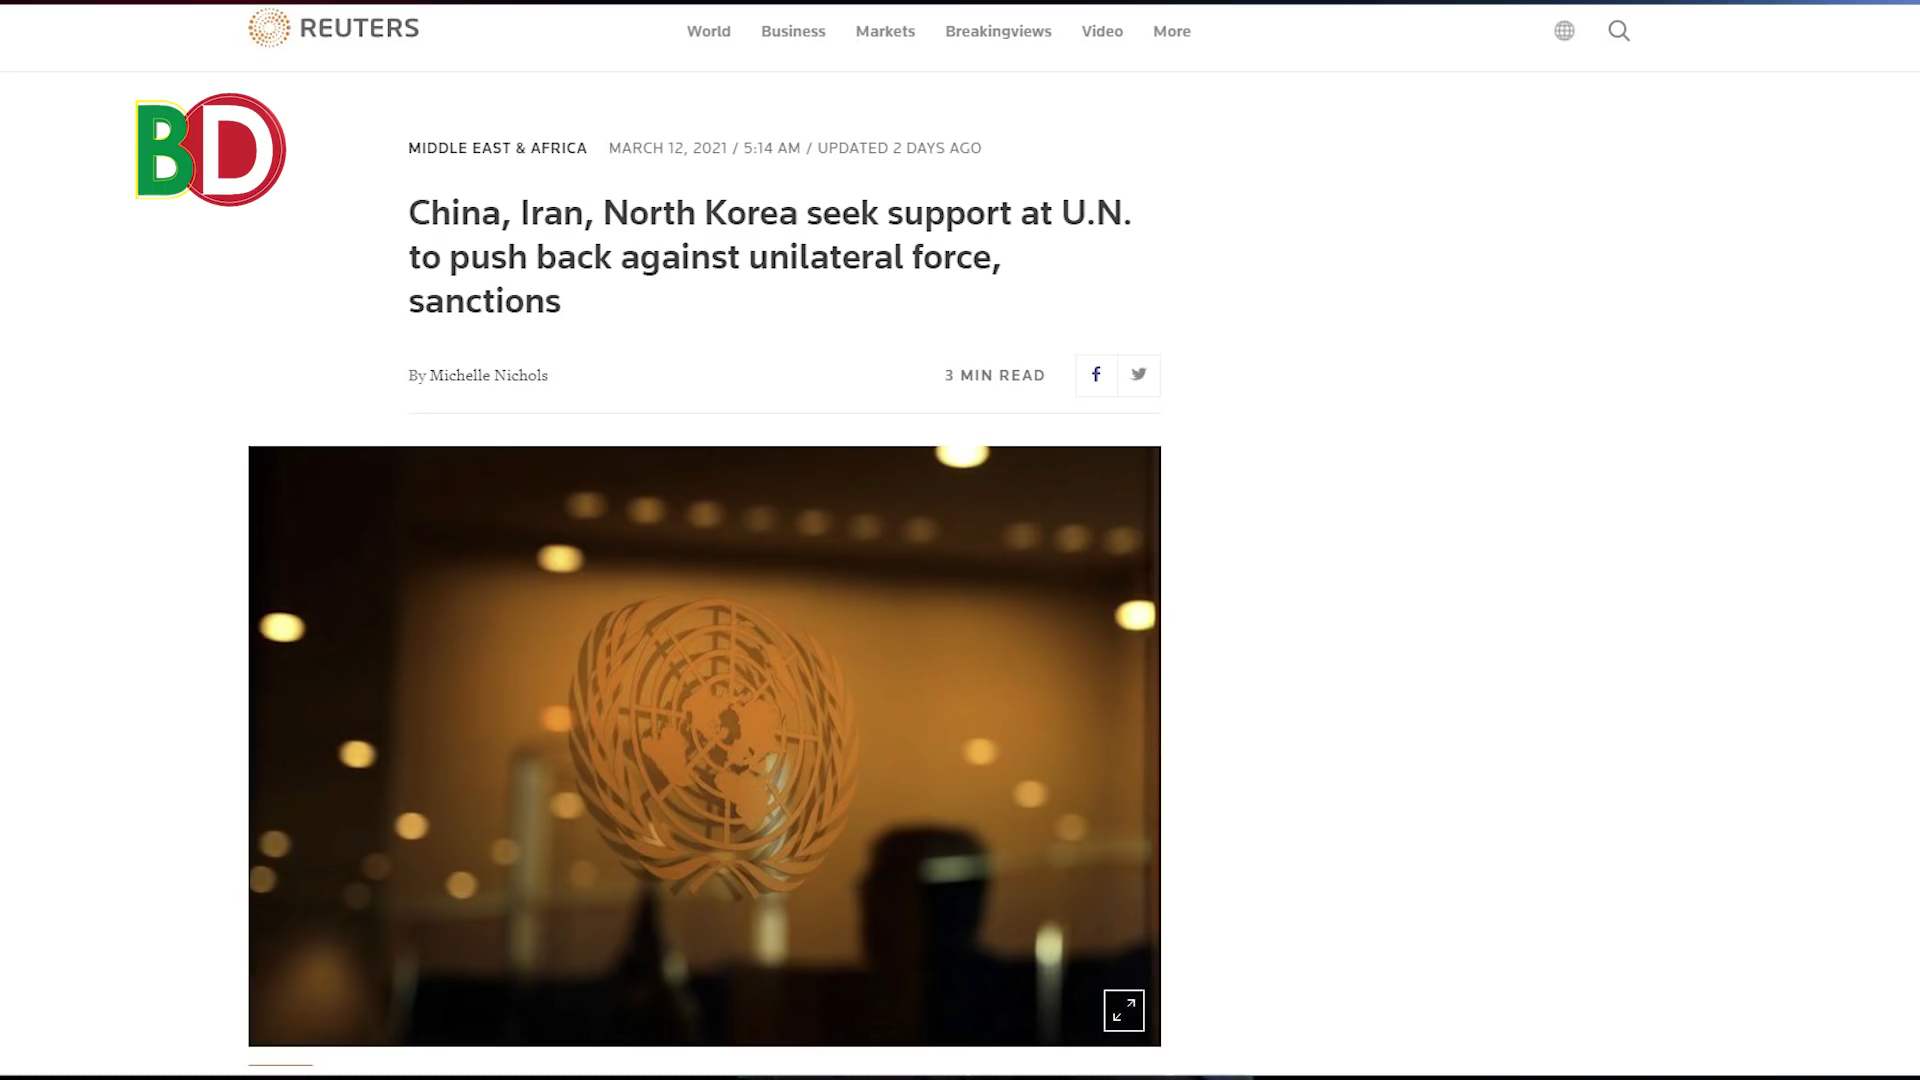 REUTERS
World Business Markets Breakingviews Video More
BD
MIDDLE EAST & AFRICA MARCH 12, 2021 / 5:14 AM / UPDATED 2 DAYS AGO
China, Iran, North Korea seek support at U.N.
to push back against unilateral force,
sanctions
By Michelle Nichols
3 MIN READ